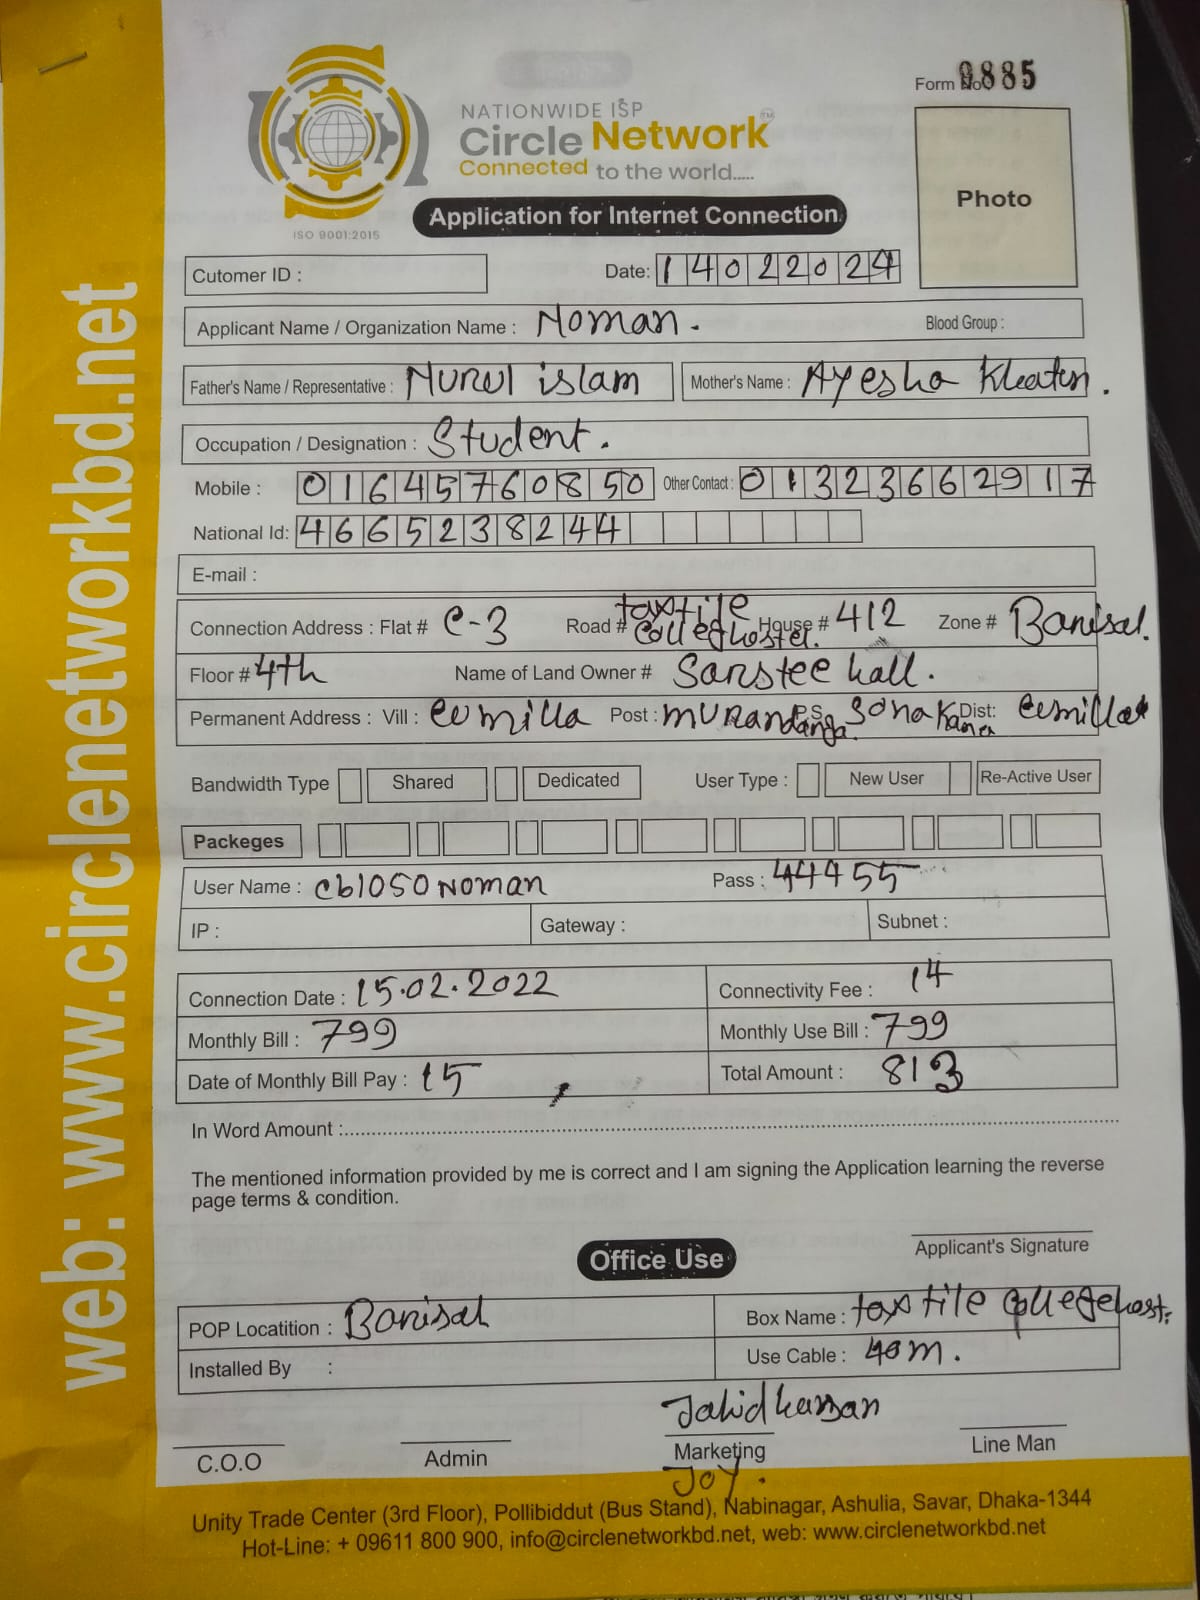 Form No 0885
NATIONWIDE ISP
Circle Network™
Connected to the world.....
ISO 9001:2015
Application for Internet Connection
Photo
Cutomer ID :
Date: 14022024
Applicant Name / Organization Name : Noman. Blood Group :
Father's Name / Representative : Nurul islam Mother's Name : Ayesha Khatun.
Occupation / Designation : Student.
Mobile : 01645760850 Other Contact : 01323662917
National Id: 4665238244
E-mail :
Connection Address : Flat # C-3 Road # textile College hostel. House # 412 Zone # Barisal.
Floor # 4th Name of Land Owner # Sarstee hall.
Permanent Address : Vill : cumilla Post : murandanga P.S Dist: cumilla
Bandwidth Type Shared Dedicated User Type : New User Re-Active User
Packeges
User Name : cb1050Noman Pass : 44455
IP : Gateway : Subnet :
Connection Date : 15.02.2022 Connectivity Fee : 14
Monthly Bill : 799 Monthly Use Bill : 799
Date of Monthly Bill Pay : 15 Total Amount : 813
In Word Amount :
The mentioned information provided by me is correct and I am signing the Application learning the reverse
page terms & condition.
Applicant's Signature
Office Use
POP Locatition : Barisal Box Name : textile College host.
Installed By : Use Cable : 40m.
Jahid hassan
C.O.O Admin Marketing Line Man
Joy.
Unity Trade Center (3rd Floor), Pollibiddut (Bus Stand), Nabinagar, Ashulia, Savar, Dhaka-1344
Hot-Line: + 09611 800 900, info@circlenetworkbd.net, web: www.circlenetworkbd.net
web: www.circlenetworkbd.net